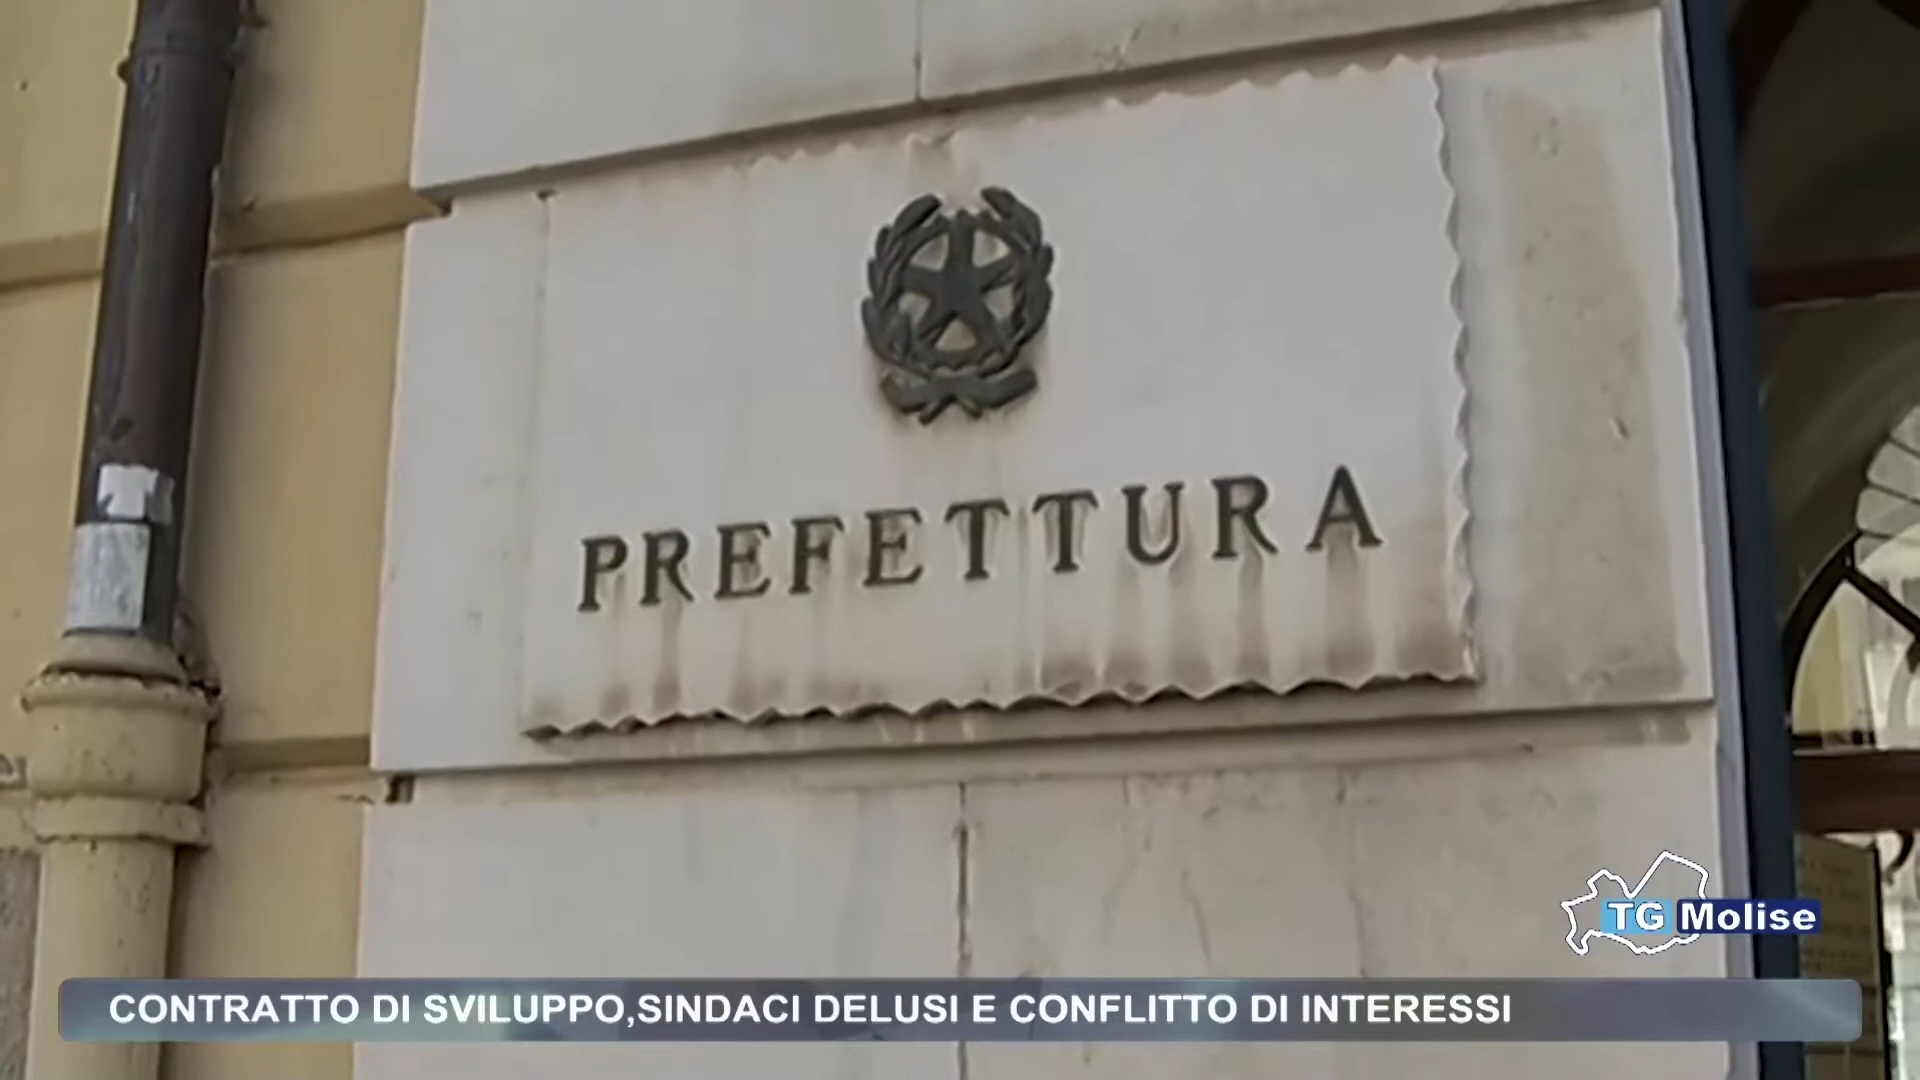 PREFETTURA
TG Molise
CONTRATTO DI SVILUPPO,SINDACI DELUSI E CONFLITTO DI INTERESSI